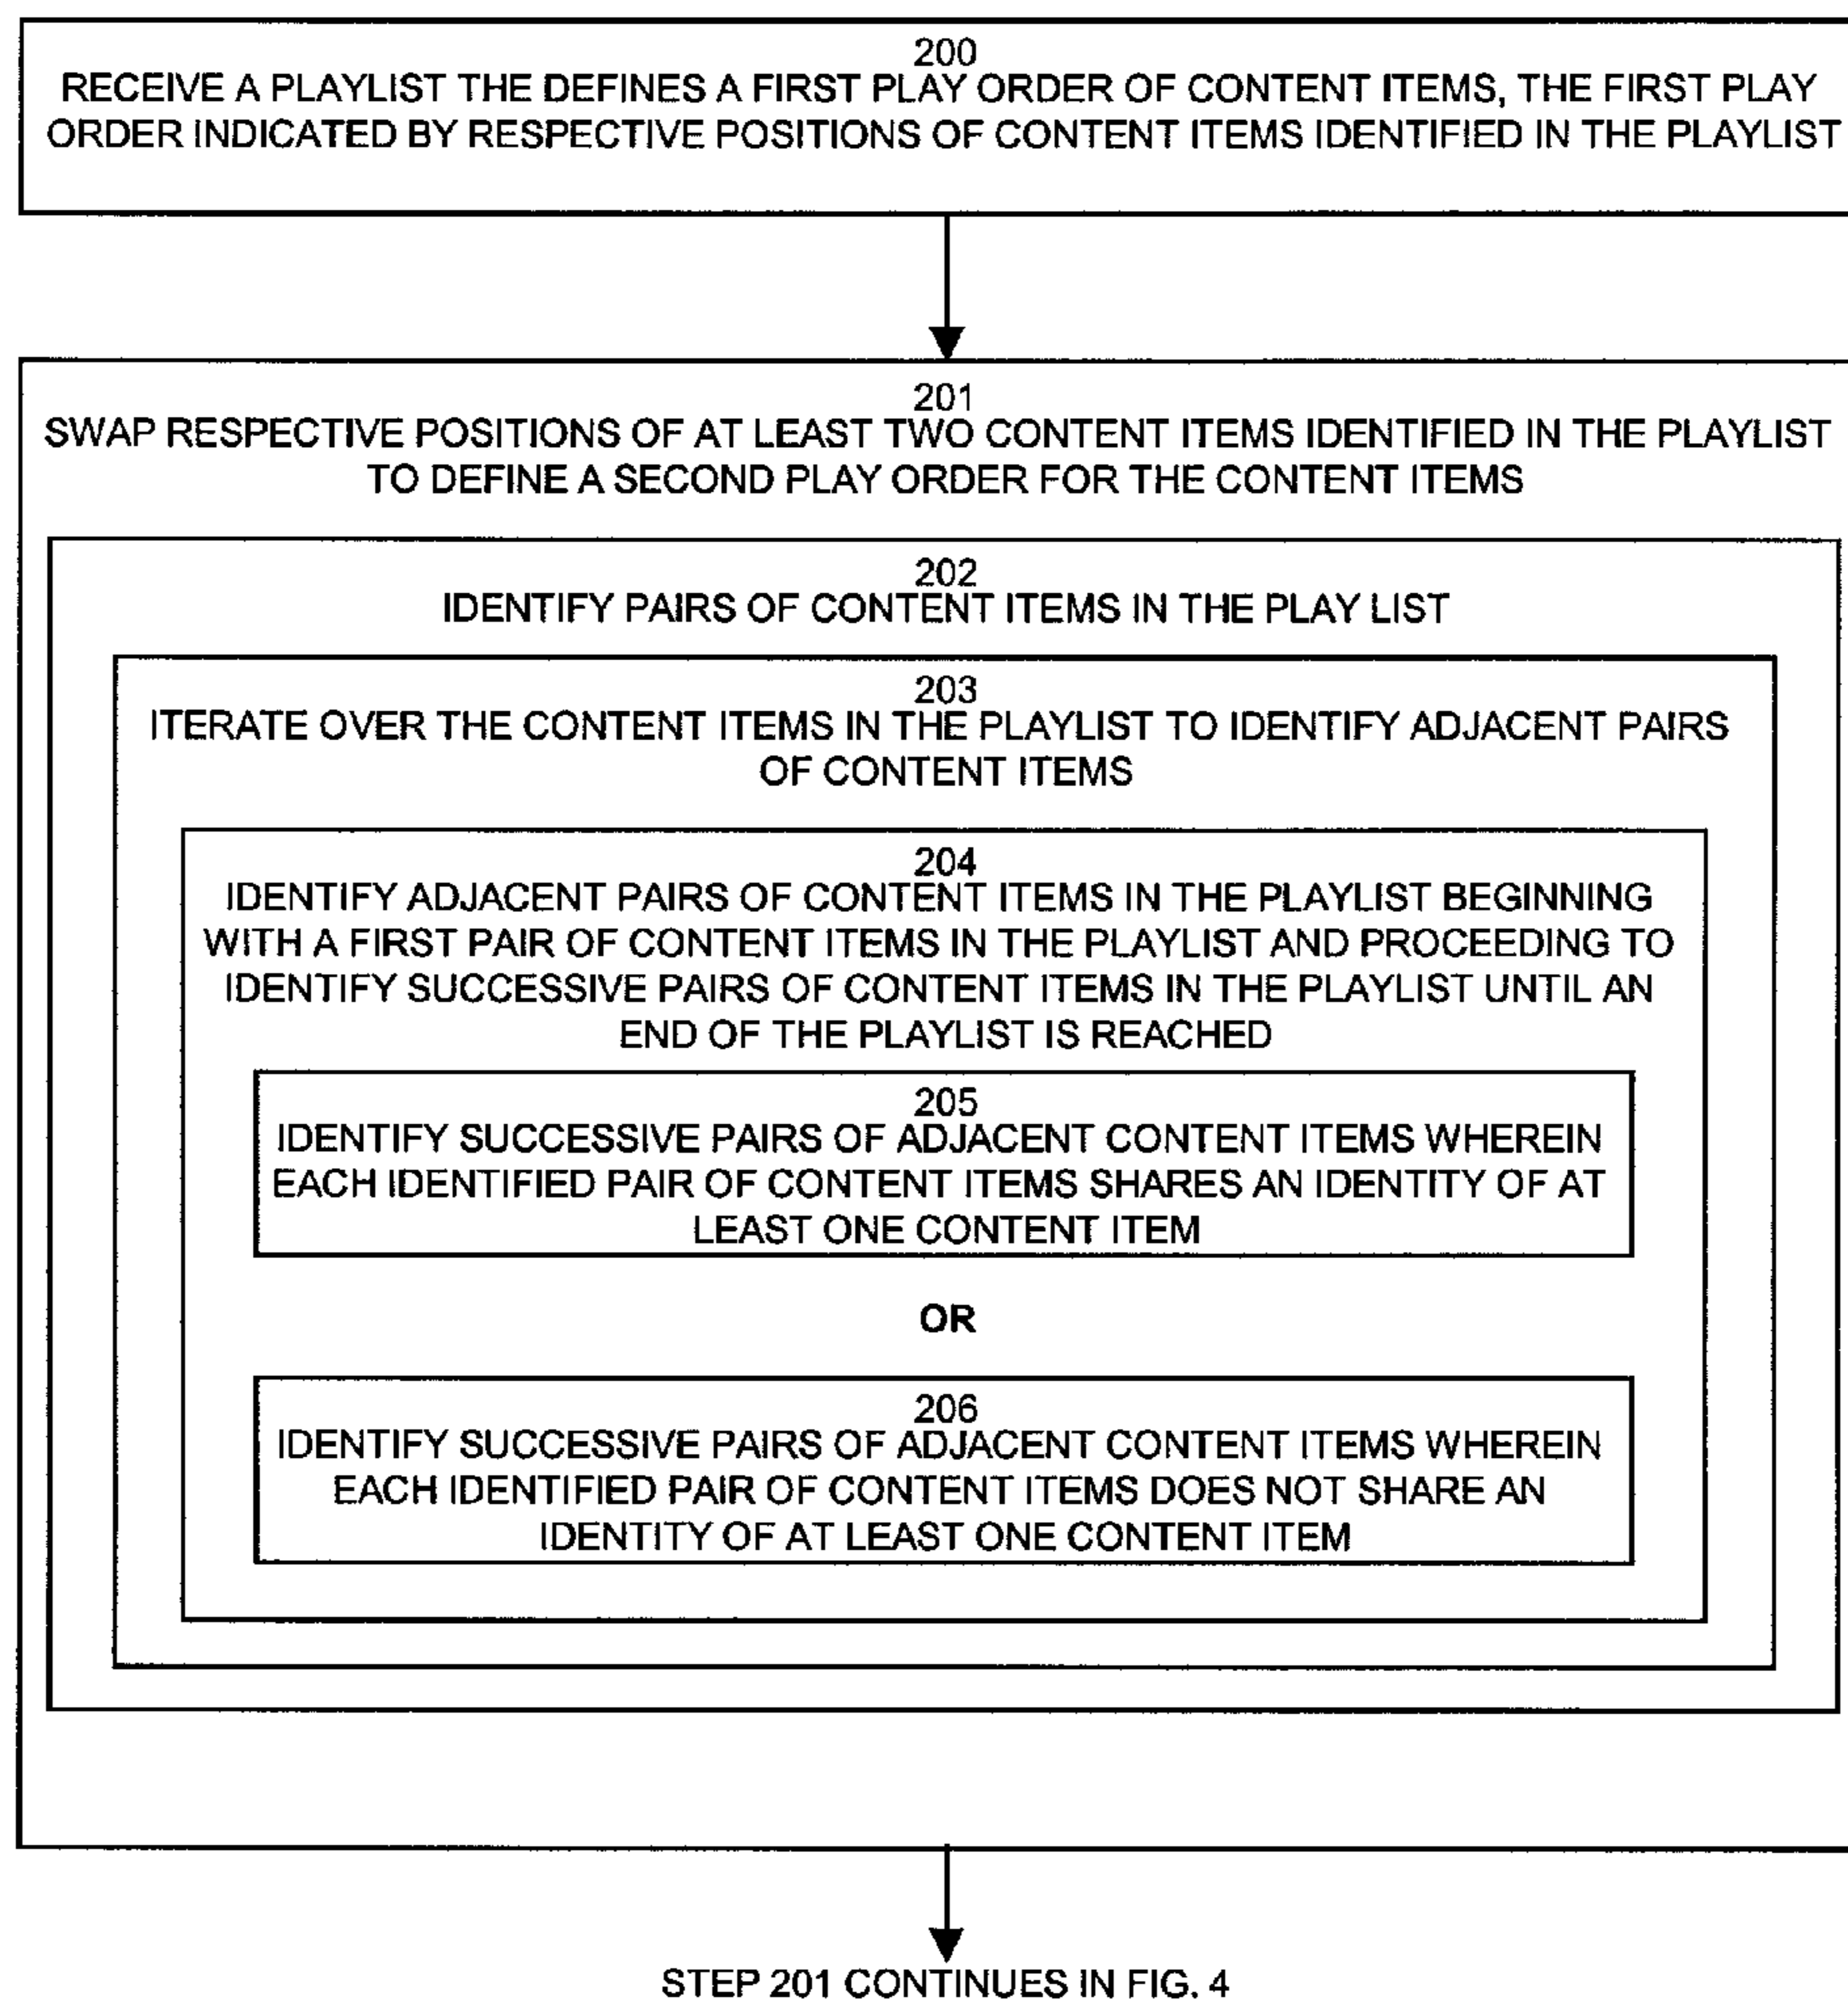 200
RECEIVE A PLAYLIST THE DEFINES A FIRST PLAY ORDER OF CONTENT ITEMS, THE FIRST PLAY
ORDER INDICATED BY RESPECTIVE POSITIONS OF CONTENT ITEMS IDENTIFIED IN THE PLAYLIST
201
SWAP RESPECTIVE POSITIONS OF AT LEAST TWO CONTENT ITEMS IDENTIFIED IN THE PLAYLIST
TO DEFINE A SECOND PLAY ORDER FOR THE CONTENT ITEMS
202
IDENTIFY PAIRS OF CONTENT ITEMS IN THE PLAY LIST
203
ITERATE OVER THE CONTENT ITEMS IN THE PLAYLIST TO IDENTIFY ADJACENT PAIRS
OF CONTENT ITEMS
204
IDENTIFY ADJACENT PAIRS OF CONTENT ITEMS IN THE PLAYLIST BEGINNING
WITH A FIRST PAIR OF CONTENT ITEMS IN THE PLAYLIST AND PROCEEDING TO
IDENTIFY SUCCESSIVE PAIRS OF CONTENT ITEMS IN THE PLAYLIST UNTIL AN
END OF THE PLAYLIST IS REACHED
205
IDENTIFY SUCCESSIVE PAIRS OF ADJACENT CONTENT ITEMS WHEREIN
EACH IDENTIFIED PAIR OF CONTENT ITEMS SHARES AN IDENTITY OF AT
LEAST ONE CONTENT ITEM
OR
206
IDENTIFY SUCCESSIVE PAIRS OF ADJACENT CONTENT ITEMS WHEREIN
EACH IDENTIFIED PAIR OF CONTENT ITEMS DOES NOT SHARE AN
IDENTITY OF AT LEAST ONE CONTENT ITEM
STEP 201 CONTINUES IN FIG. 4